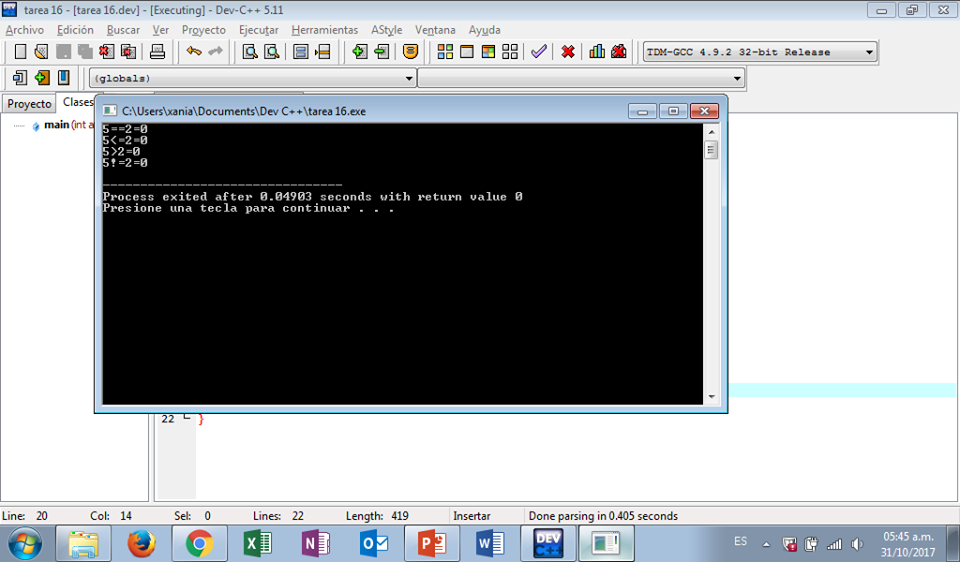 tarea 16 - [tarea 16.dev] - [Executing] - Dev-C++ 5.11
Archivo Edición Buscar Ver Proyecto Ejecutar Herramientas AStyle Ventana Ayuda
TDM-GCC 4.9.2 32-bit Release
(globals)
Proyecto Clases
main (int a
C:\Users\xania\Documents\Dev C++\tarea 16.exe
5==2=0
5<=2=0
5>2=0
5!=2=0
--------------------------------
Process exited after 0.04903 seconds with return value 0
Presione una tecla para continuar . . .
22 }
Line: 20 Col: 14 Sel: 0 Lines: 22 Length: 419 Insertar Done parsing in 0.405 seconds
DEV C++
ES
05:45 a.m.
31/10/2017